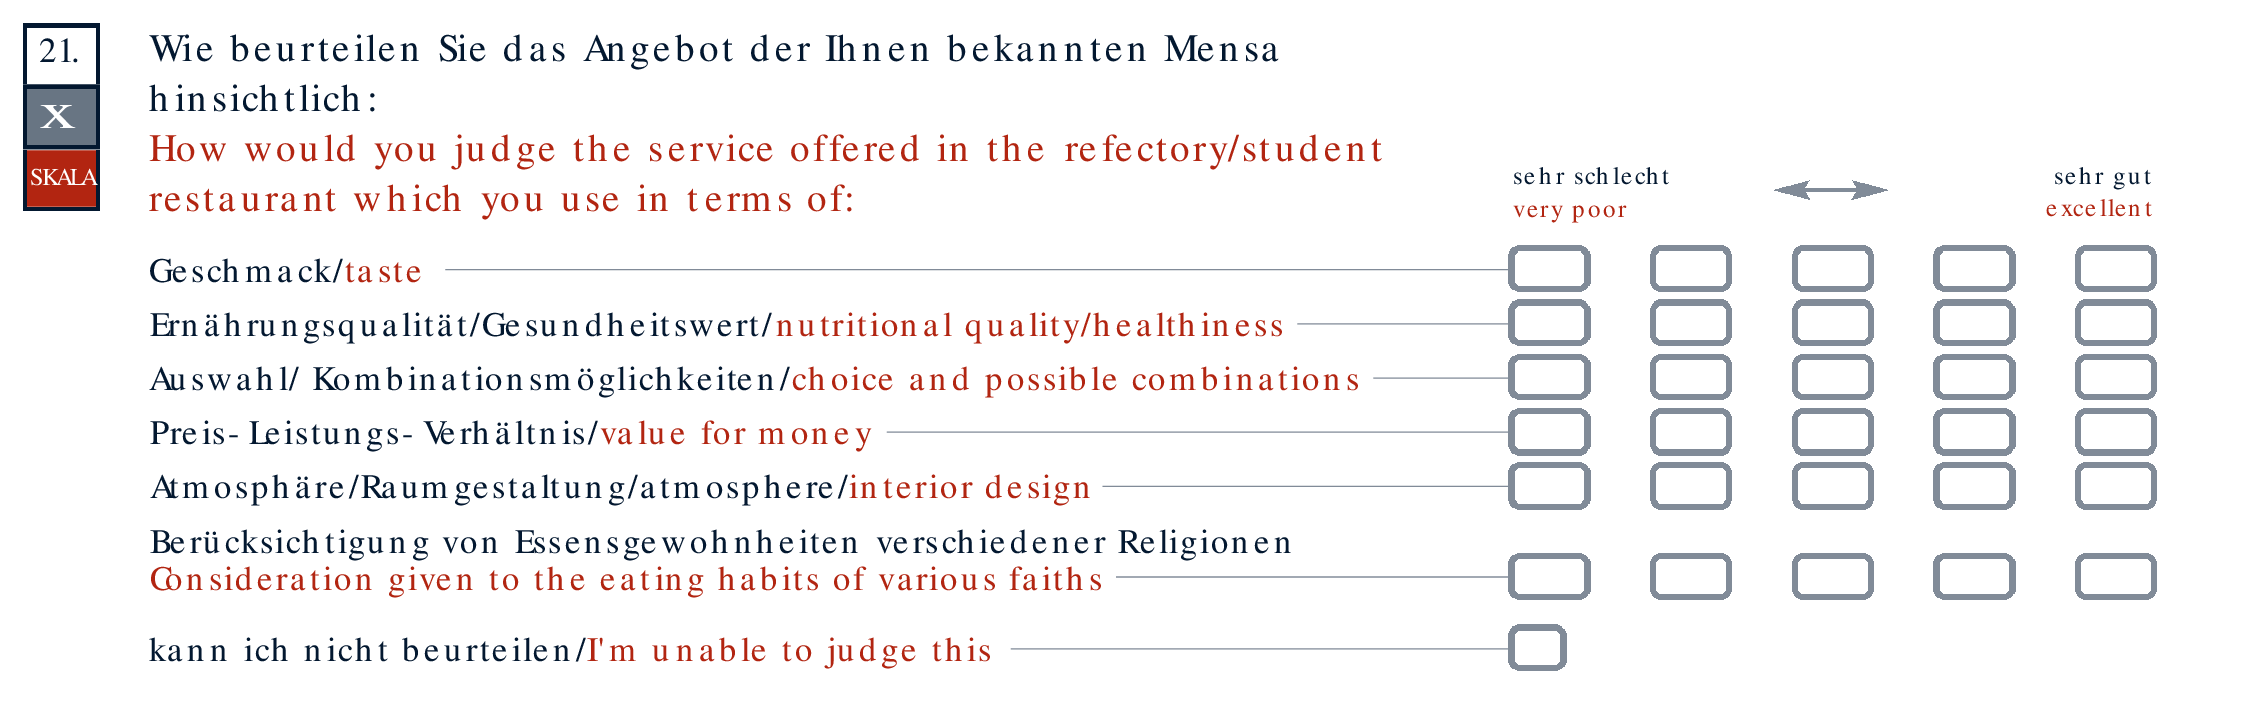 21.
X
SKALA
Wie beurteilen Sie das Angebot der Ihnen bekannten Mensa
hinsichtlich:
How would you judge the service offered in the refectory/student
restaurant which you use in terms of:
sehr schlecht
very poor
sehr gut
excellent
Geschmack/taste
Ernährungsqualität/Gesundheitswert/nutritional quality/healthiness
Auswahl/ Kombinationsmöglichkeiten/choice and possible combinations
Preis-Leistungs-Verhältnis/value for money
Atmosphäre/Raumgestaltung/atmosphere/interior design
Berücksichtigung von Essensgewohnheiten verschiedener Religionen
Consideration given to the eating habits of various faiths
kann ich nicht beurteilen/I'm unable to judge this